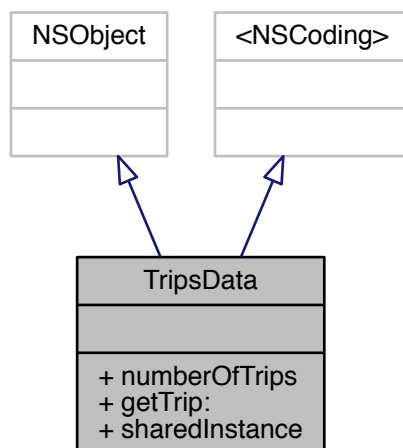 NSObject
<NSCoding>
TripsData
+ numberOfTrips
+ getTrip:
+ sharedInstance